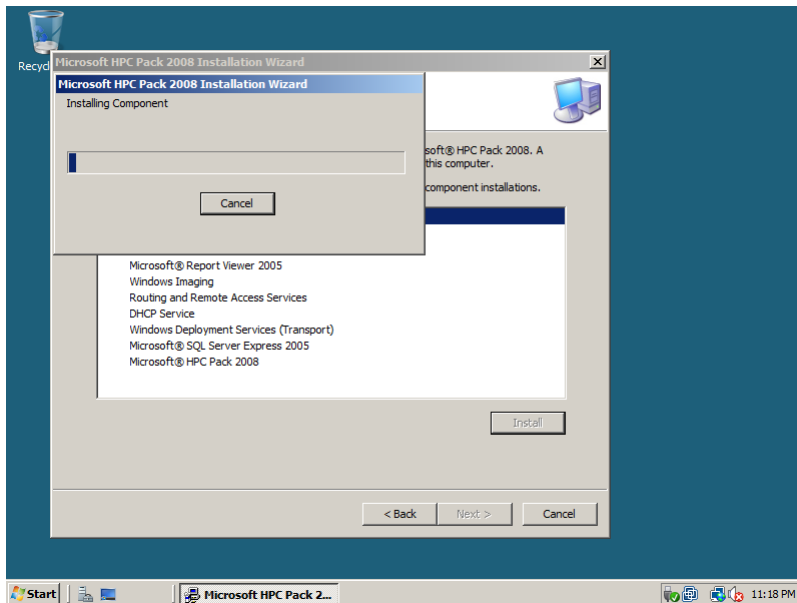 Recycl
Microsoft HPC Pack 2008 Installation Wizard
Microsoft HPC Pack 2008 Installation Wizard
Installing Component
soft® HPC Pack 2008. A
this computer.
component installations.
Cancel
Microsoft® Report Viewer 2005
Windows Imaging
Routing and Remote Access Services
DHCP Service
Windows Deployment Services (Transport)
Microsoft® SQL Server Express 2005
Microsoft® HPC Pack 2008
Install
< Back Next > Cancel
Start Microsoft HPC Pack 2... 11:18 PM